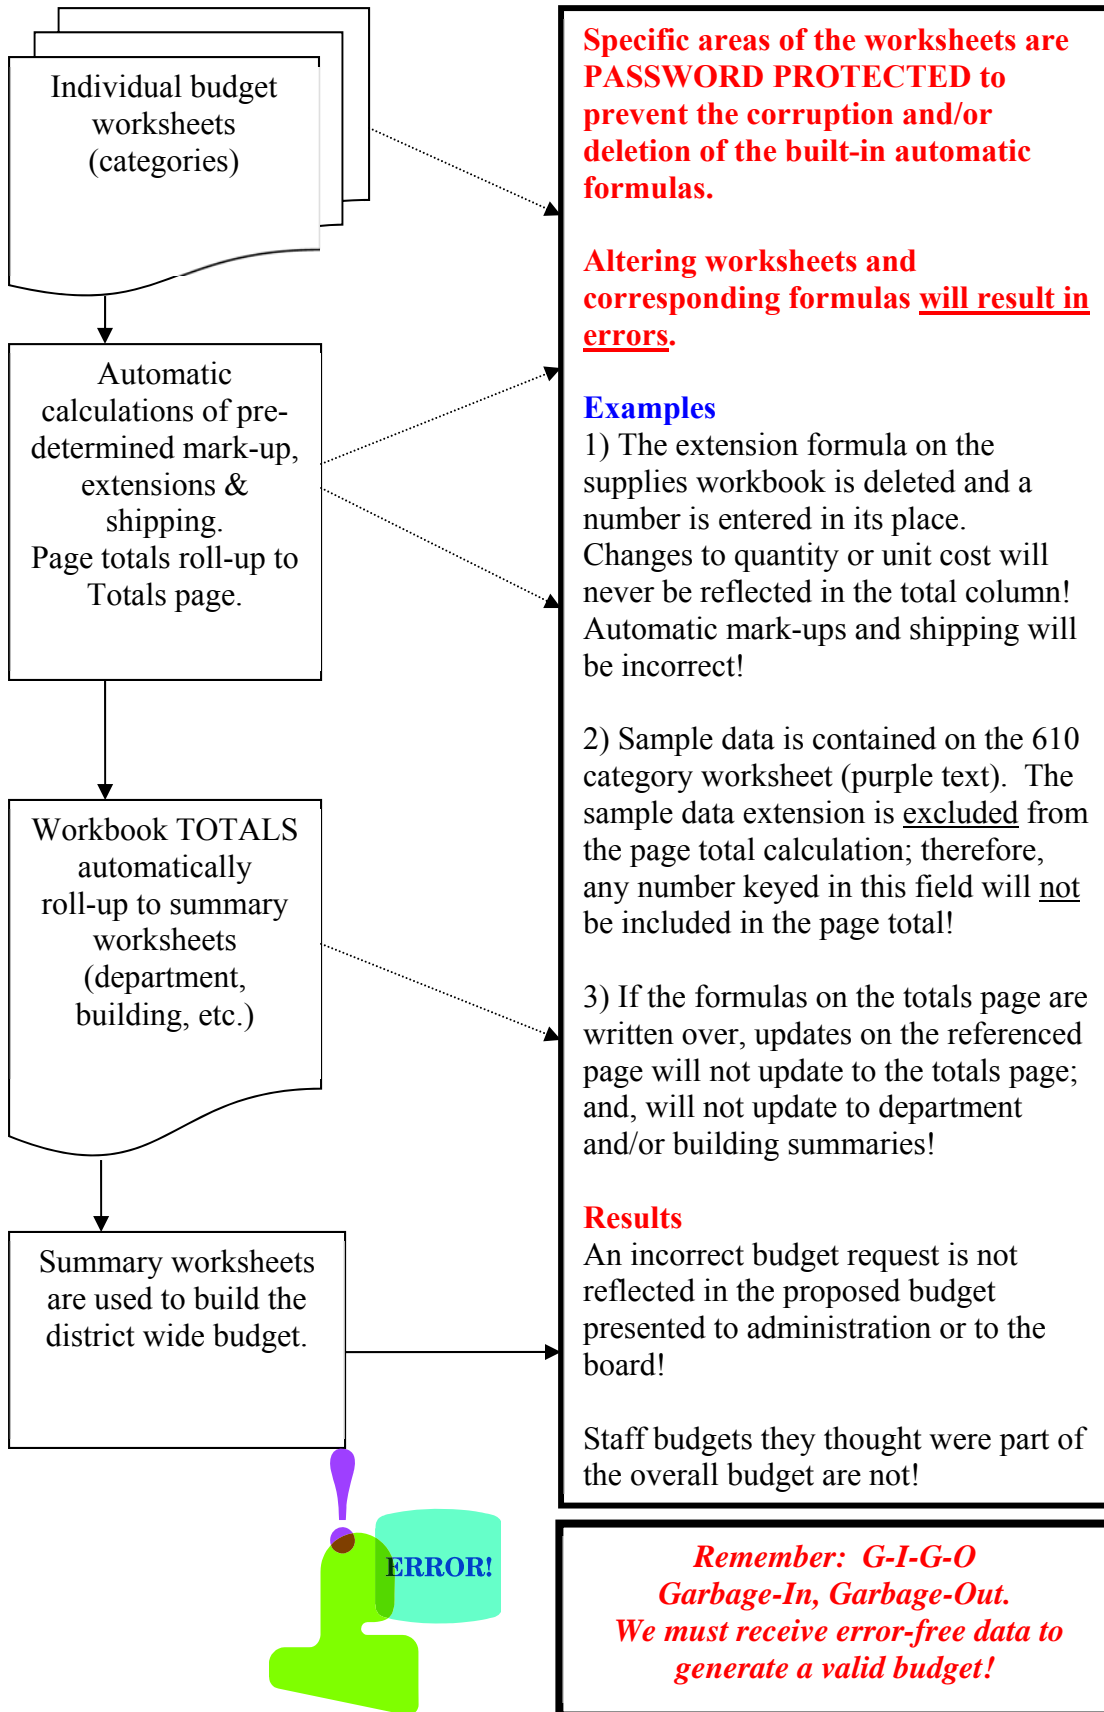 Individual budget
worksheets
(categories)
Automatic
calculations of pre-
determined mark-up,
extensions &
shipping.
Page totals roll-up to
Totals page.
Workbook TOTALS
automatically
roll-up to summary
worksheets
(department,
building, etc.)
Summary worksheets
are used to build the
district wide budget.
ERROR!
Specific areas of the worksheets are
PASSWORD PROTECTED to
prevent the corruption and/or
deletion of the built-in automatic
formulas.
Altering worksheets and
corresponding formulas will result in
errors.
Examples
1) The extension formula on the
supplies workbook is deleted and a
number is entered in its place.
Changes to quantity or unit cost will
never be reflected in the total column!
Automatic mark-ups and shipping will
be incorrect!
2) Sample data is contained on the 610
category worksheet (purple text).  The
sample data extension is excluded from
the page total calculation; therefore,
any number keyed in this field will not
be included in the page total!
3) If the formulas on the totals page are
written over, updates on the referenced
page will not update to the totals page;
and, will not update to department
and/or building summaries!
Results
An incorrect budget request is not
reflected in the proposed budget
presented to administration or to the
board!
Staff budgets they thought were part of
the overall budget are not!
Remember:  G-I-G-O
Garbage-In, Garbage-Out.
We must receive error-free data to
generate a valid budget!